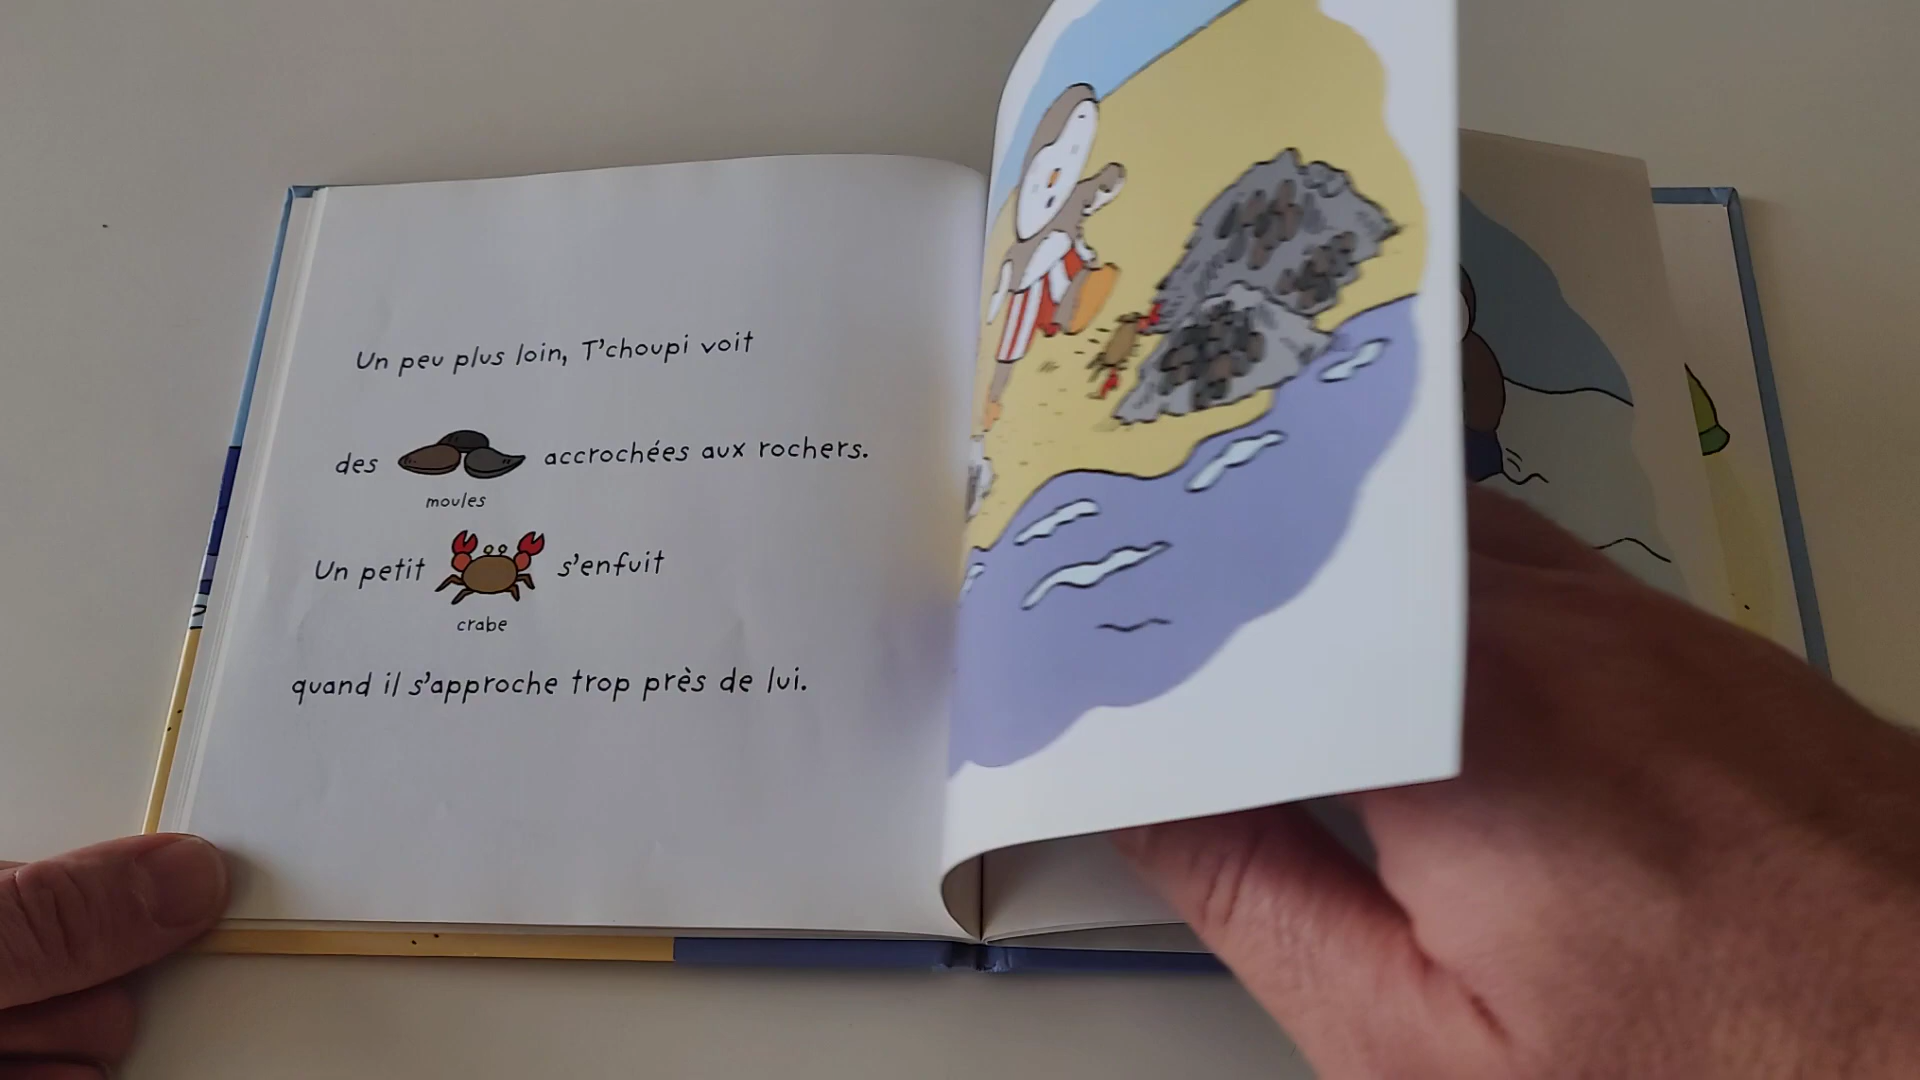 Un peu plus loin, T'choupi voit
des accrochées aux rochers.
moules
Un petit s'enfuit
crabe
quand il s'approche trop près de lui.